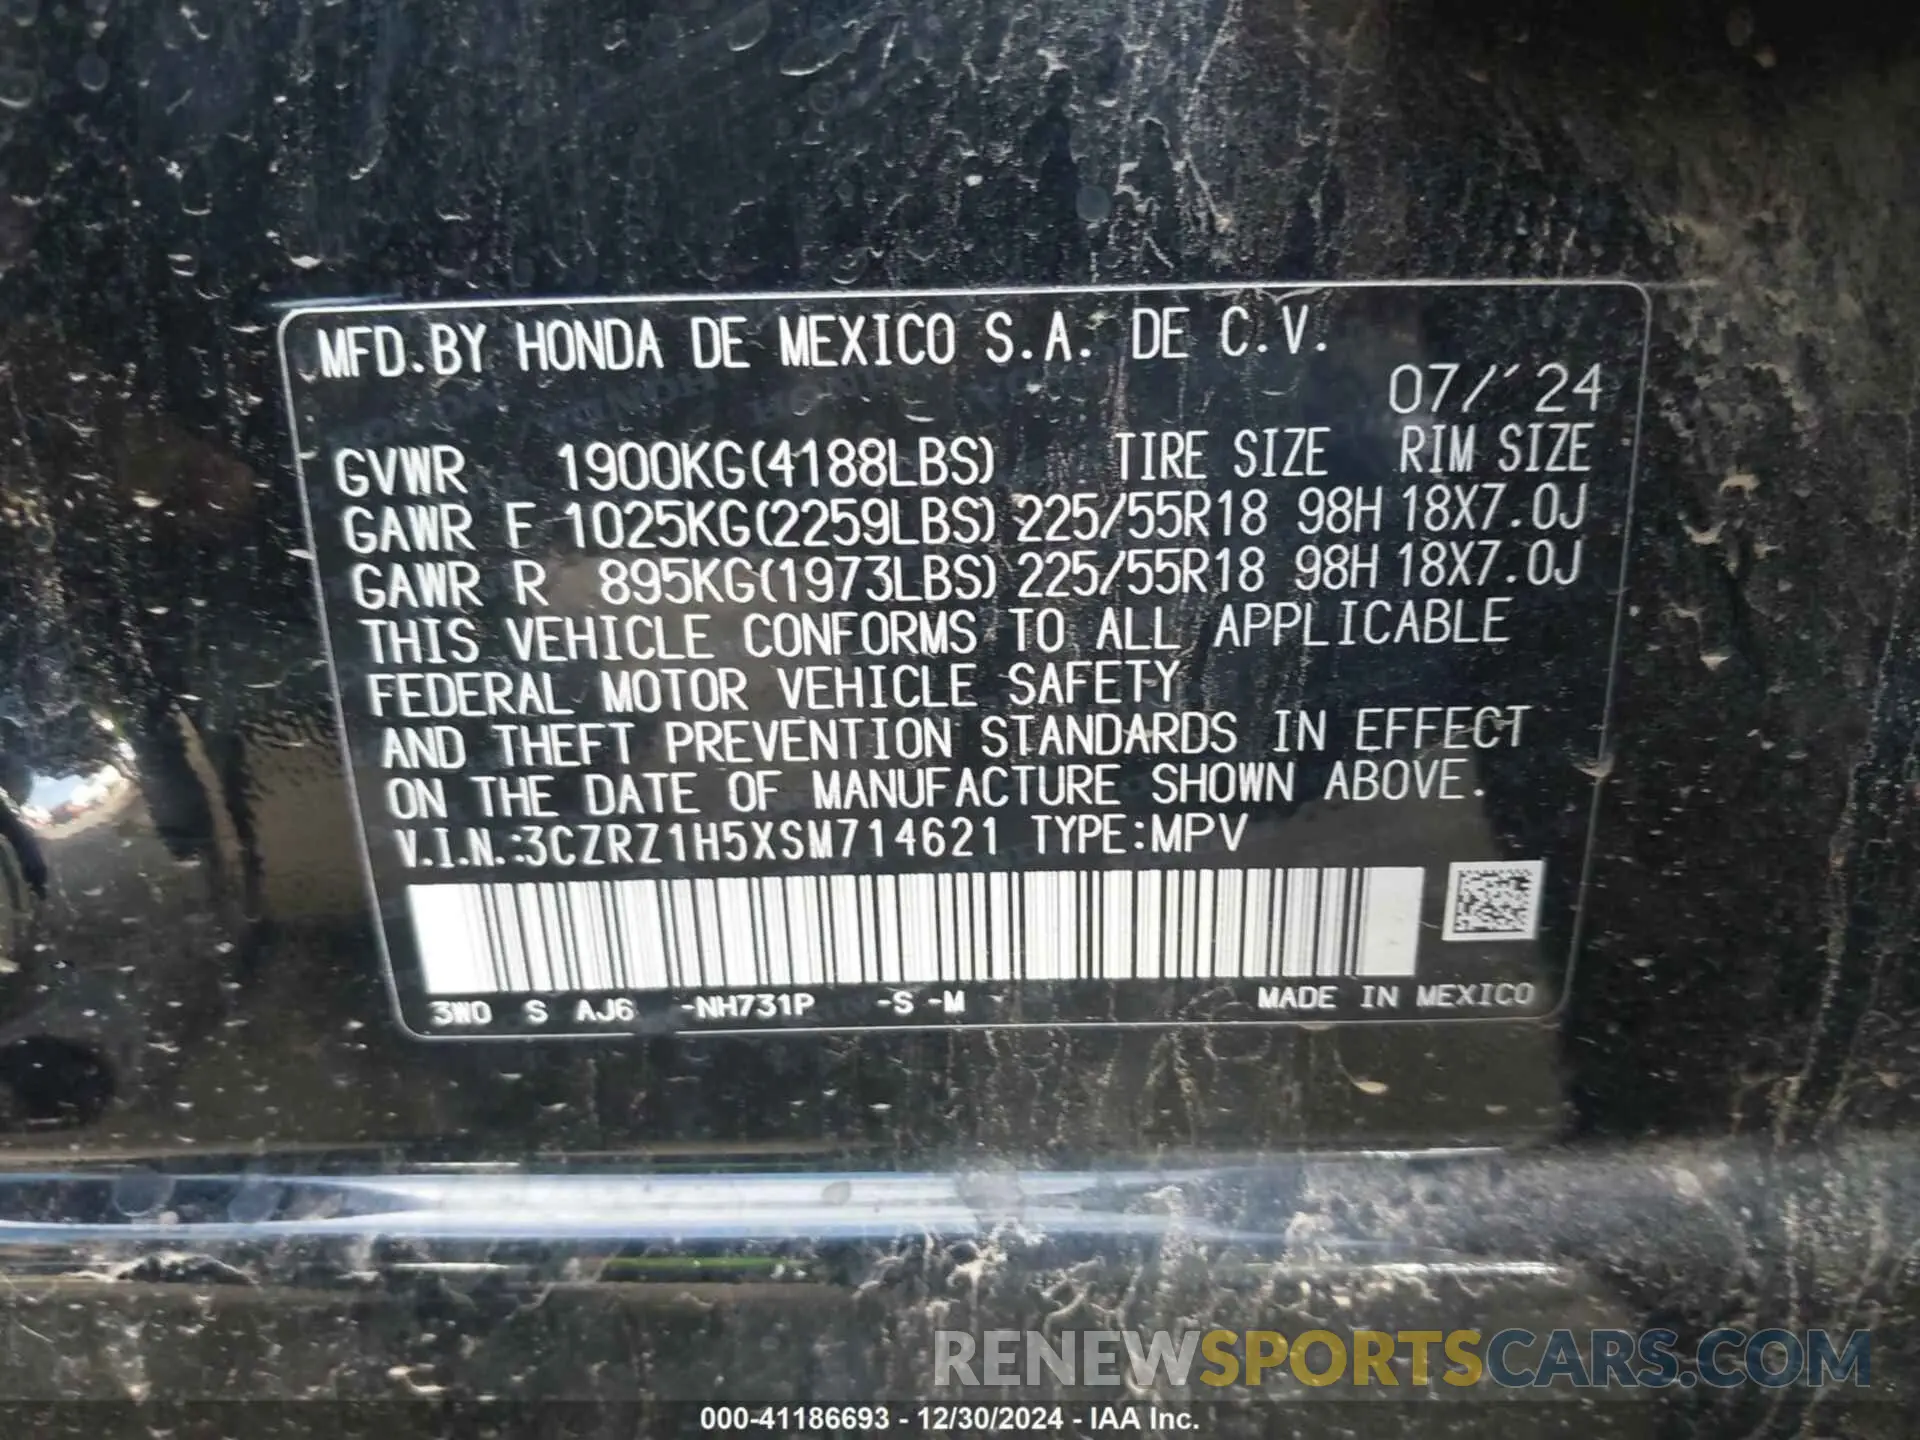 MFD.BY HONDA DE MEXICO S.A. DE C.V.
07/´24
GVWR 1900KG(4188LBS) TIRE SIZE RIM SIZE
GAWR F 1025KG(2259LBS) 225/55R18 98H 18X7.0J
GAWR R 895KG(1973LBS) 225/55R18 98H 18X7.0J
THIS VEHICLE CONFORMS TO ALL APPLICABLE
FEDERAL MOTOR VEHICLE SAFETY
AND THEFT PREVENTION STANDARDS IN EFFECT
ON THE DATE OF MANUFACTURE SHOWN ABOVE.
V.I.N.:3CZRZ1H5XSM714621 TYPE:MPV
3W0 S AJ6 -NH731P -S -M MADE IN MEXICO
RENEWSPORTSCARS.COM
000-41186693 - 12/30/2024 - IAA Inc.